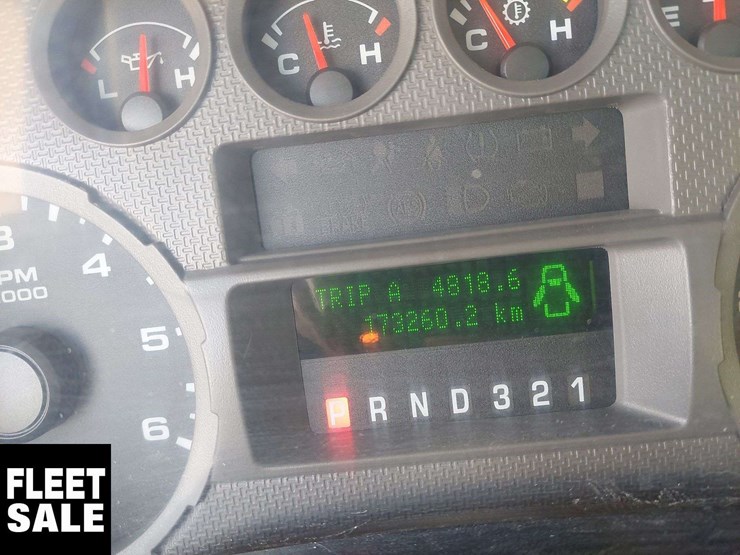 L H
C H
C H
E
3
4
5
6
PM
000
TRIP A 4818.6
173260.2 km
P R N D 3 2 1
FLEET
SALE